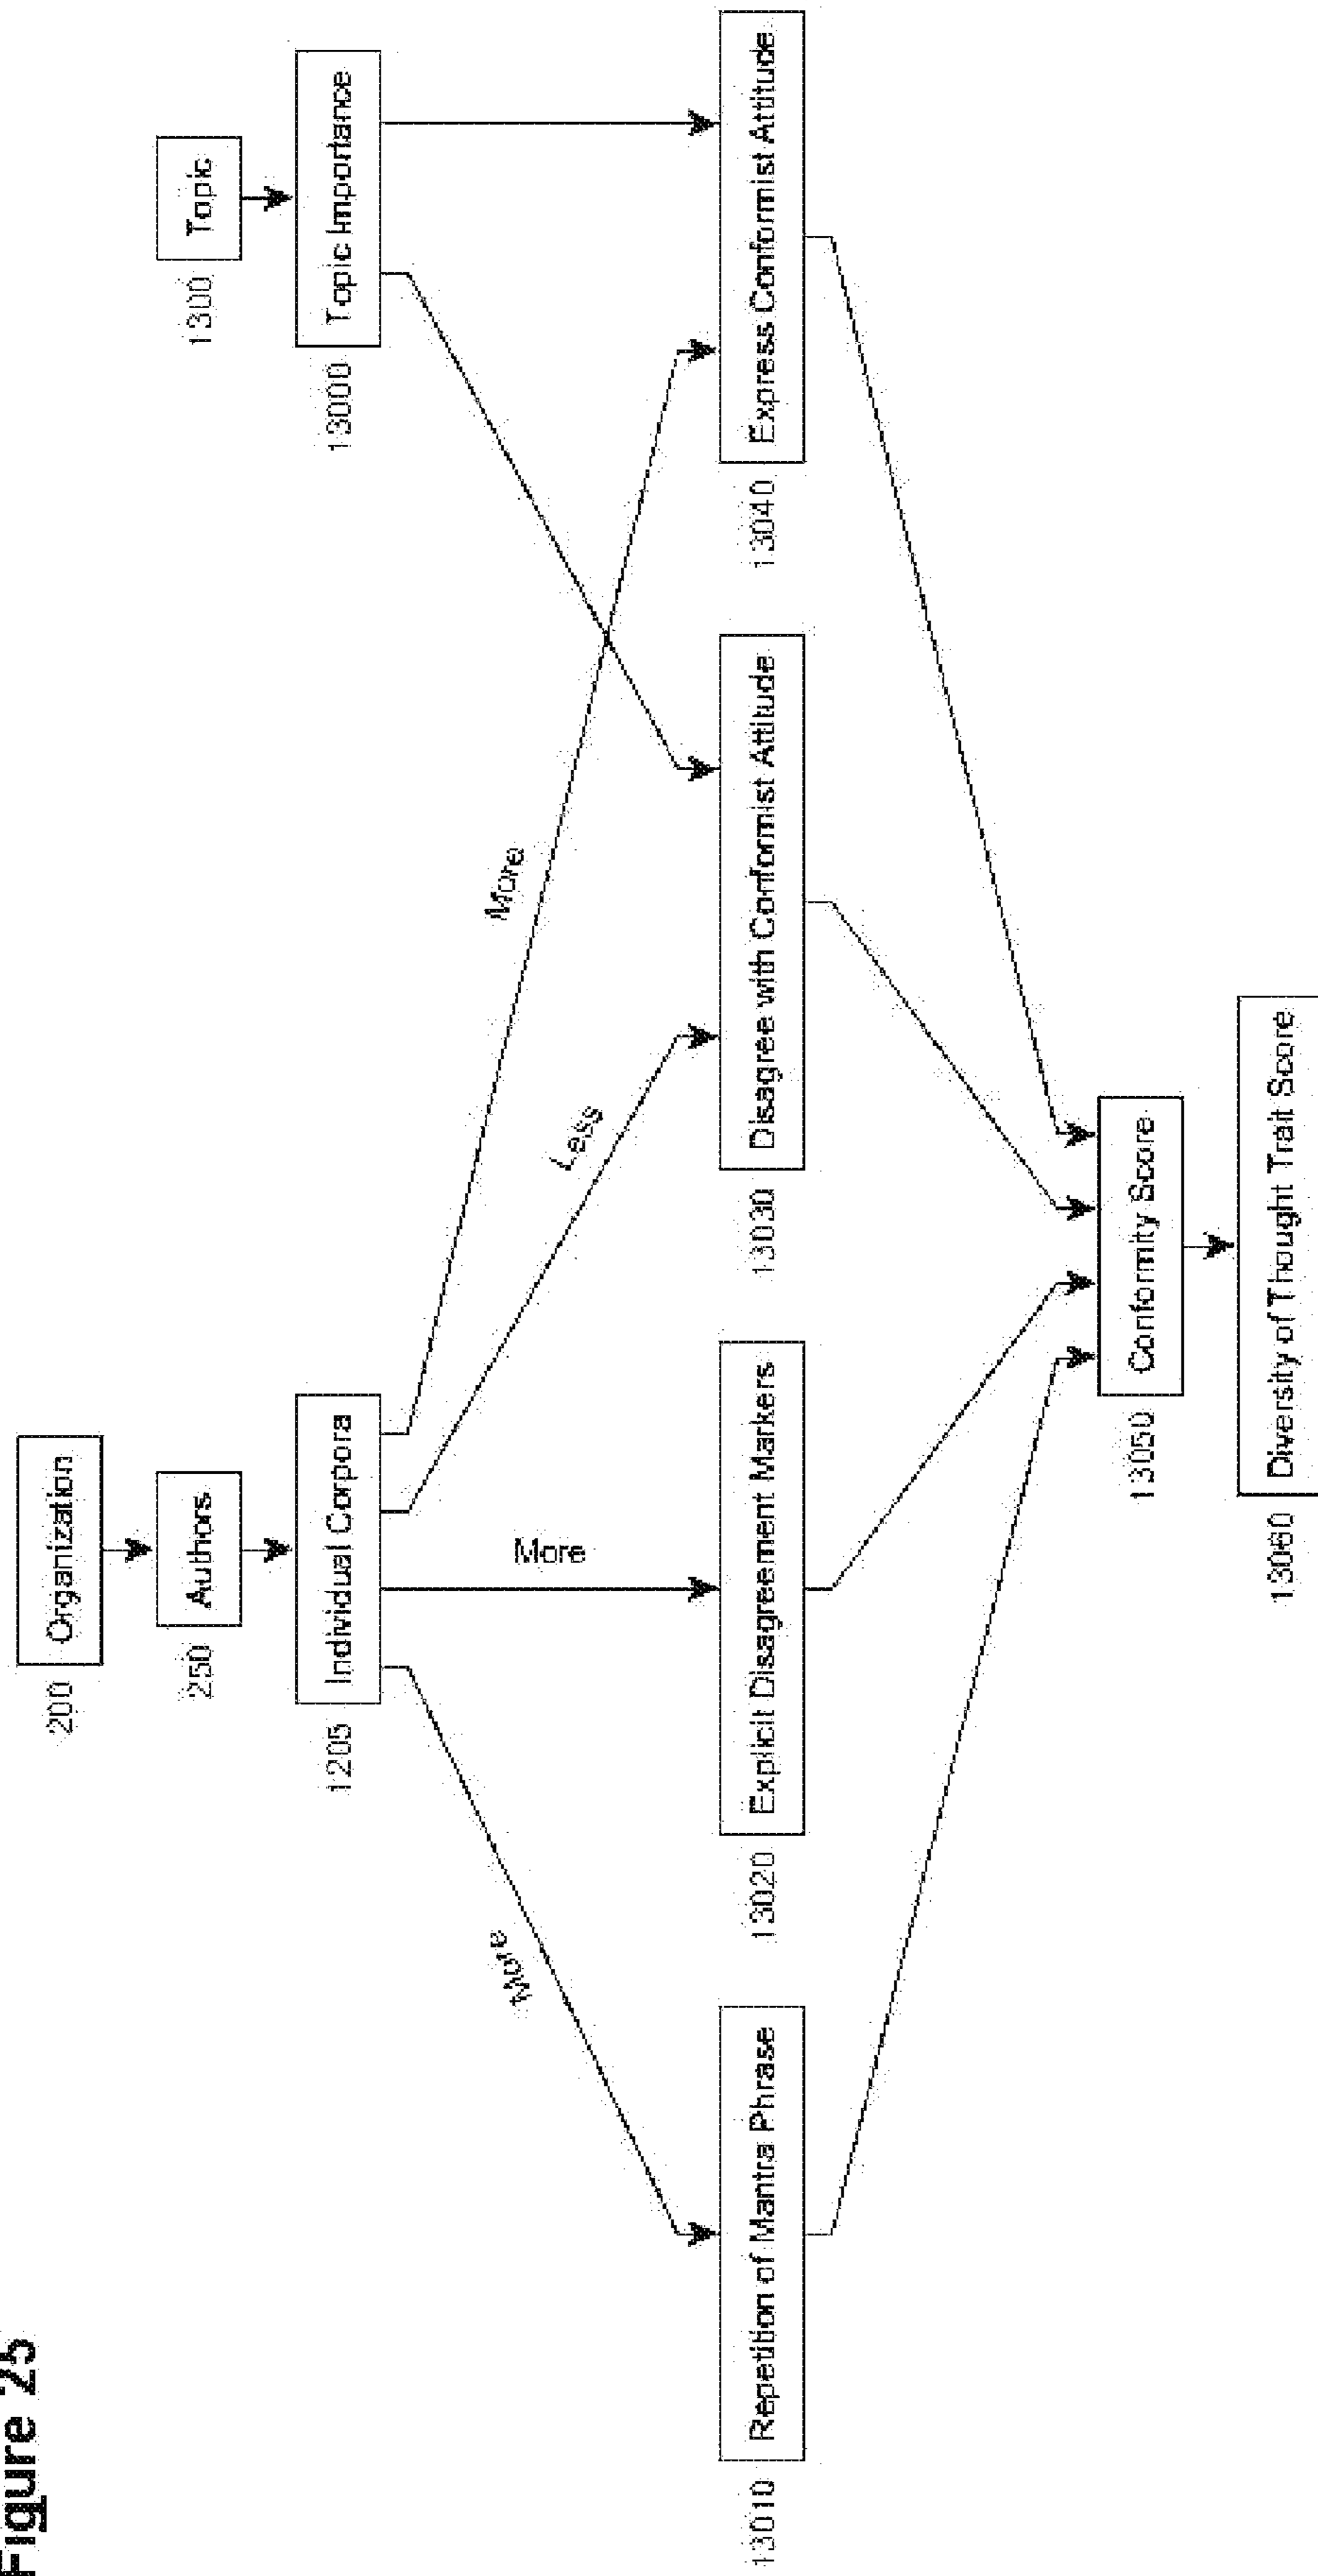 Figure 25
200 Organization
250 Authors
1300 Topic
1205 Individual Corpora
13000 Topic Importance
More
More
Less
More
13010 Repetition of Mantra Phrase
13020 Explicit Disagreement Markers
13030 Disagree with Conformist Attitude
13040 Express Conformist Attitude
13050 Conformity Score
13060 Diversity of Thought Trait Score